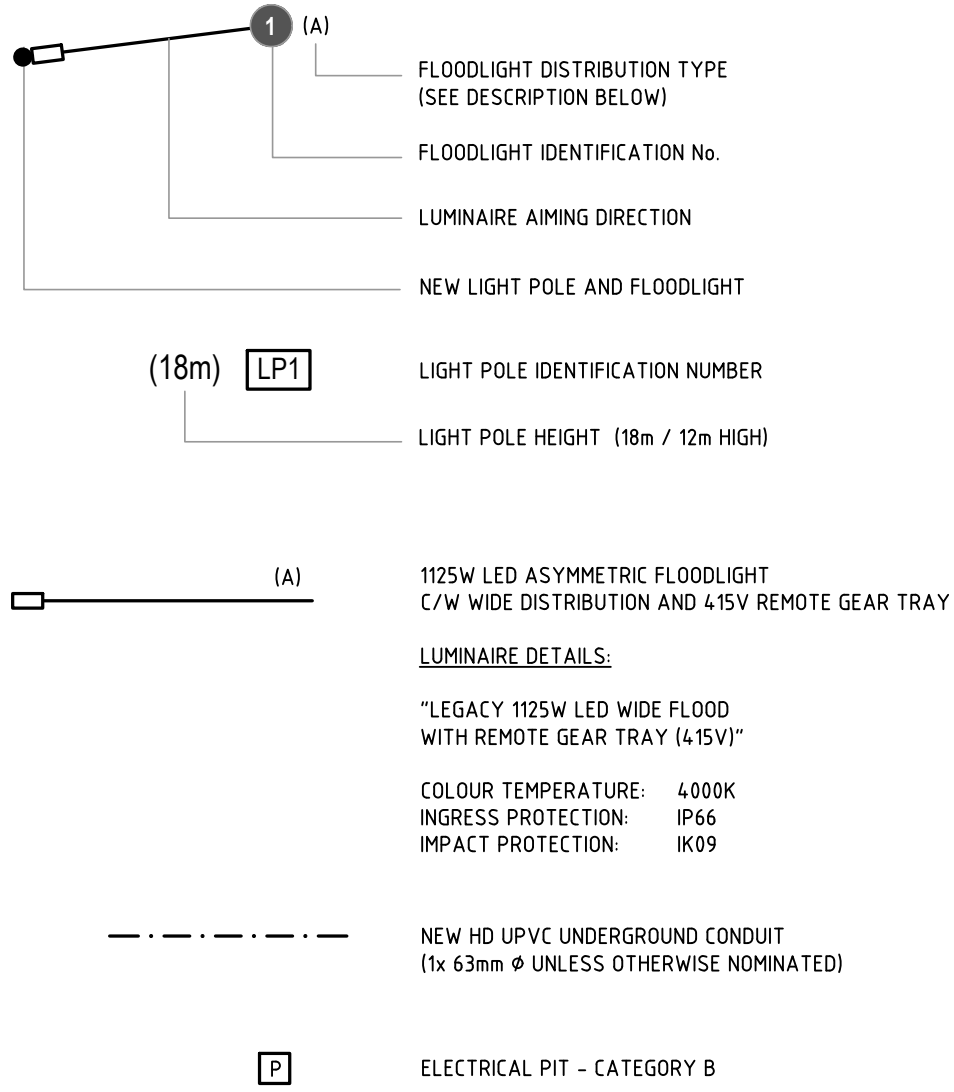 1 (A)
FLOODLIGHT DISTRIBUTION TYPE
(SEE DESCRIPTION BELOW)
FLOODLIGHT IDENTIFICATION No.
LUMINAIRE AIMING DIRECTION
NEW LIGHT POLE AND FLOODLIGHT
(18m) LP1 LIGHT POLE IDENTIFICATION NUMBER
LIGHT POLE HEIGHT (18m / 12m HIGH)
(A) 1125W LED ASYMMETRIC FLOODLIGHT
C/W WIDE DISTRIBUTION AND 415V REMOTE GEAR TRAY
LUMINAIRE DETAILS:
"LEGACY 1125W LED WIDE FLOOD
WITH REMOTE GEAR TRAY (415V)"
COLOUR TEMPERATURE: 4000K
INGRESS PROTECTION: IP66
IMPACT PROTECTION: IK09
NEW HD UPVC UNDERGROUND CONDUIT
(1x 63mm Ø UNLESS OTHERWISE NOMINATED)
P ELECTRICAL PIT - CATEGORY B